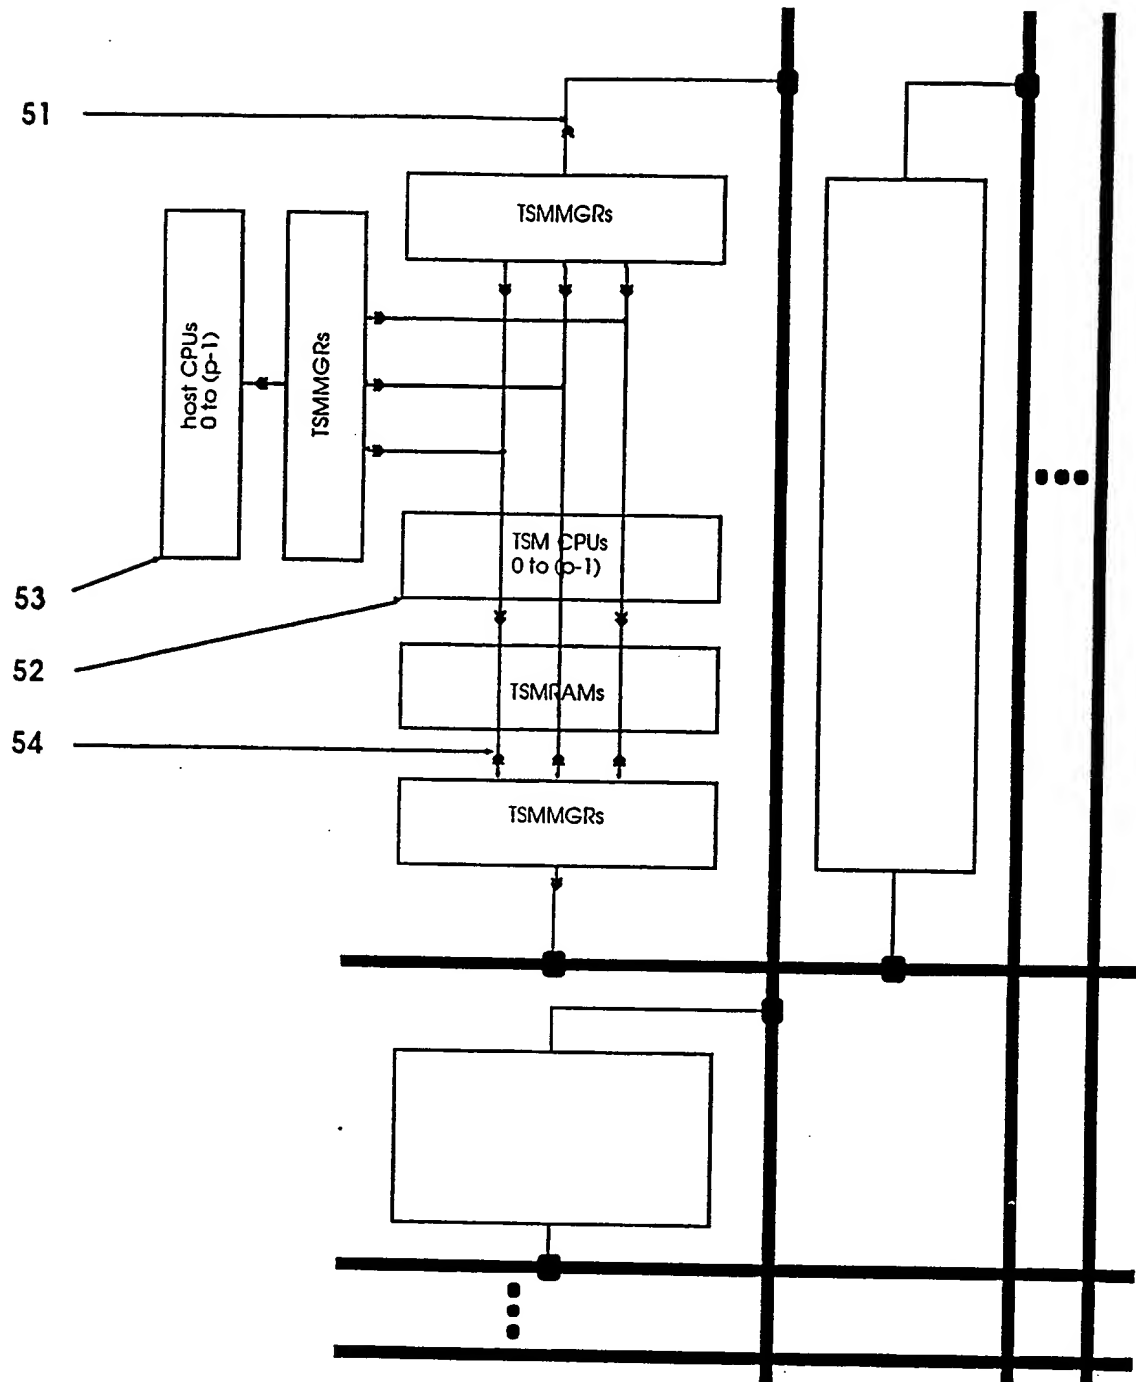 51
TSMMGRs
host CPUs
0 to (p-1)
TSMMGRs
TSM CPUs
0 to (p-1)
53
52
TSMRAMs
54
TSMMGRs